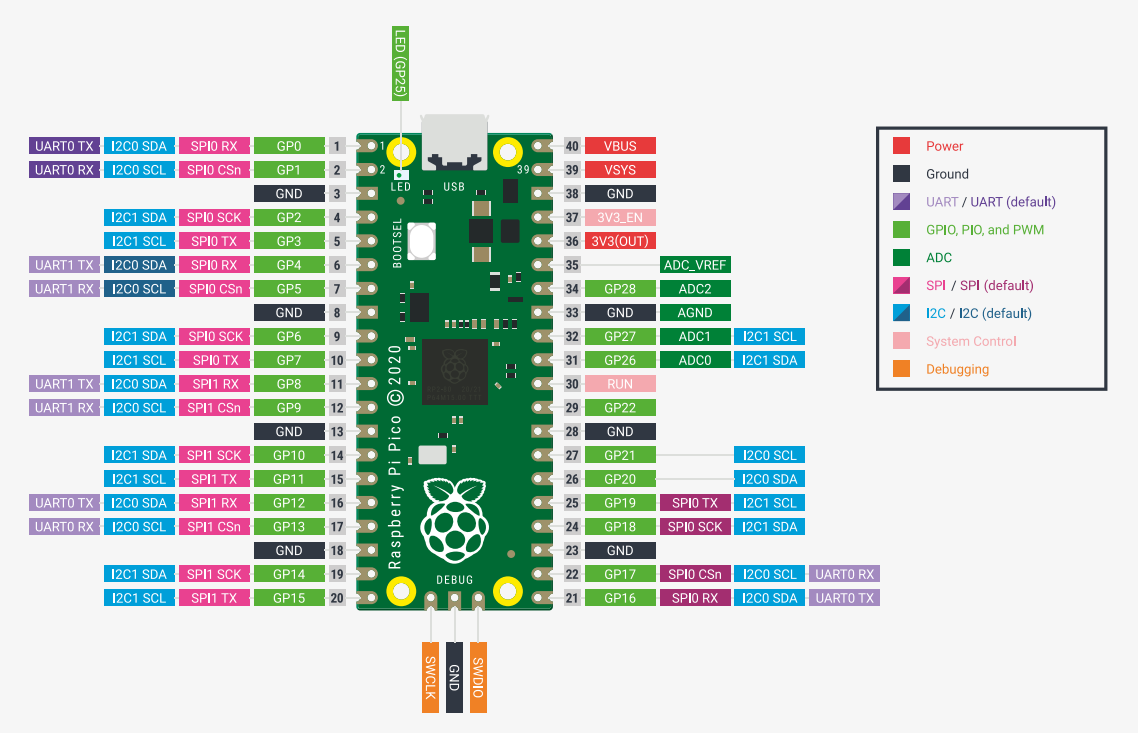 LED (GP25)
UART0 TX I2C0 SDA SPI0 RX GP0 1 1 40 VBUS
UART0 RX I2C0 SCL SPI0 CSn GP1 2 2 39 39 VSYS
LED USB
GND 3 38 GND
I2C1 SDA SPI0 SCK GP2 4 37 3V3_EN
I2C1 SCL SPI0 TX GP3 5 36 3V3(OUT)
BOOTSEL
UART1 TX I2C0 SDA SPI0 RX GP4 6 35 ADC_VREF
UART1 RX I2C0 SCL SPI0 CSn GP5 7 34 GP28 ADC2
GND 8 33 GND AGND
I2C1 SDA SPI0 SCK GP6 9 32 GP27 ADC1 I2C1 SCL
I2C1 SCL SPI0 TX GP7 10 31 GP26 ADC0 I2C1 SDA
UART1 TX I2C0 SDA SPI1 RX GP8 11 30 RUN
UART1 RX I2C0 SCL SPI1 CSn GP9 12 29 GP22
GND 13 28 GND
I2C1 SDA SPI1 SCK GP10 14 27 GP21 I2C0 SCL
I2C1 SCL SPI1 TX GP11 15 26 GP20 I2C0 SDA
UART0 TX I2C0 SDA SPI1 RX GP12 16 25 GP19 SPI0 TX I2C1 SCL
UART0 RX I2C0 SCL SPI1 CSn GP13 17 24 GP18 SPI0 SCK I2C1 SDA
GND 18 23 GND
I2C1 SDA SPI1 SCK GP14 19 22 GP17 SPI0 CSn I2C0 SCL UART0 RX
I2C1 SCL SPI1 TX GP15 20 21 GP16 SPI0 RX I2C0 SDA UART0 TX
Raspberry Pi Pico ©2020
DEBUG
SWCLK GND SWDIO
Power
Ground
UART / UART (default)
GPIO, PIO, and PWM
ADC
SPI / SPI (default)
I2C / I2C (default)
System Control
Debugging